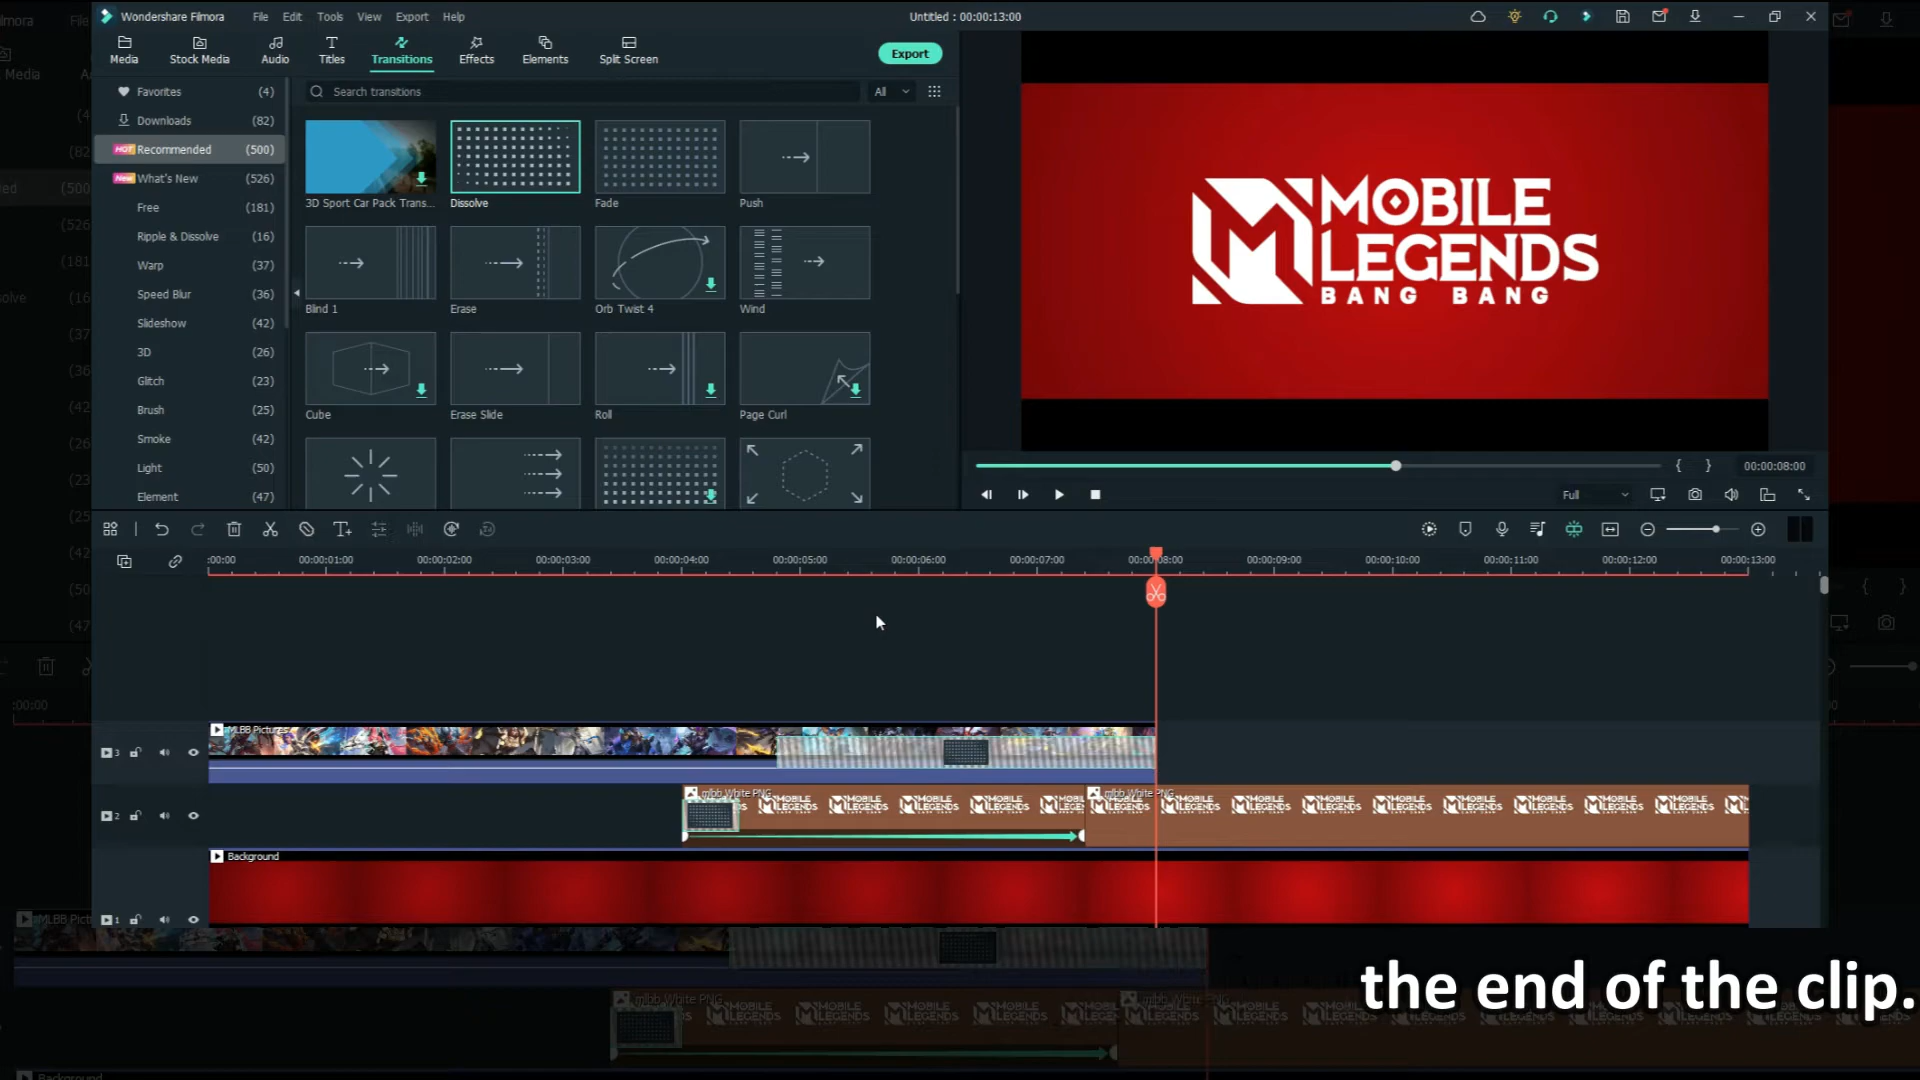 Wondershare Filmora
File Edit Tools View Export Help
Untitled : 00:00:13:00
Media
Stock Media
Audio
Titles
Transitions
Effects
Elements
Split Screen
Export
Favorites (4)
Downloads (82)
HOT Recommended (500)
New What's New (526)
Free (181)
Ripple & Dissolve (16)
Warp (37)
Speed Blur (36)
Slideshow (42)
3D (26)
Glitch (23)
Brush (25)
Smoke (42)
Light (50)
Element (47)
Search transitions
All
3D Sport Car Pack Trans...
Dissolve
Fade
Push
Blind 1
Erase
Orb Twist 4
Wind
Cube
Erase Slide
Roll
Page Curl
MOBILE
LEGENDS
BANG BANG
00:00:08:00
Full
:00:00 00:00:01:00 00:00:02:00 00:00:03:00 00:00:04:00 00:00:05:00 00:00:06:00 00:00:07:00 00:00:08:00 00:00:09:00 00:00:10:00 00:00:11:00 00:00:12:00 00:00:13:00
3
MLBB Pictures
2
mlbb White PNG
mlbb White PNG
1
Background
the end of the clip.